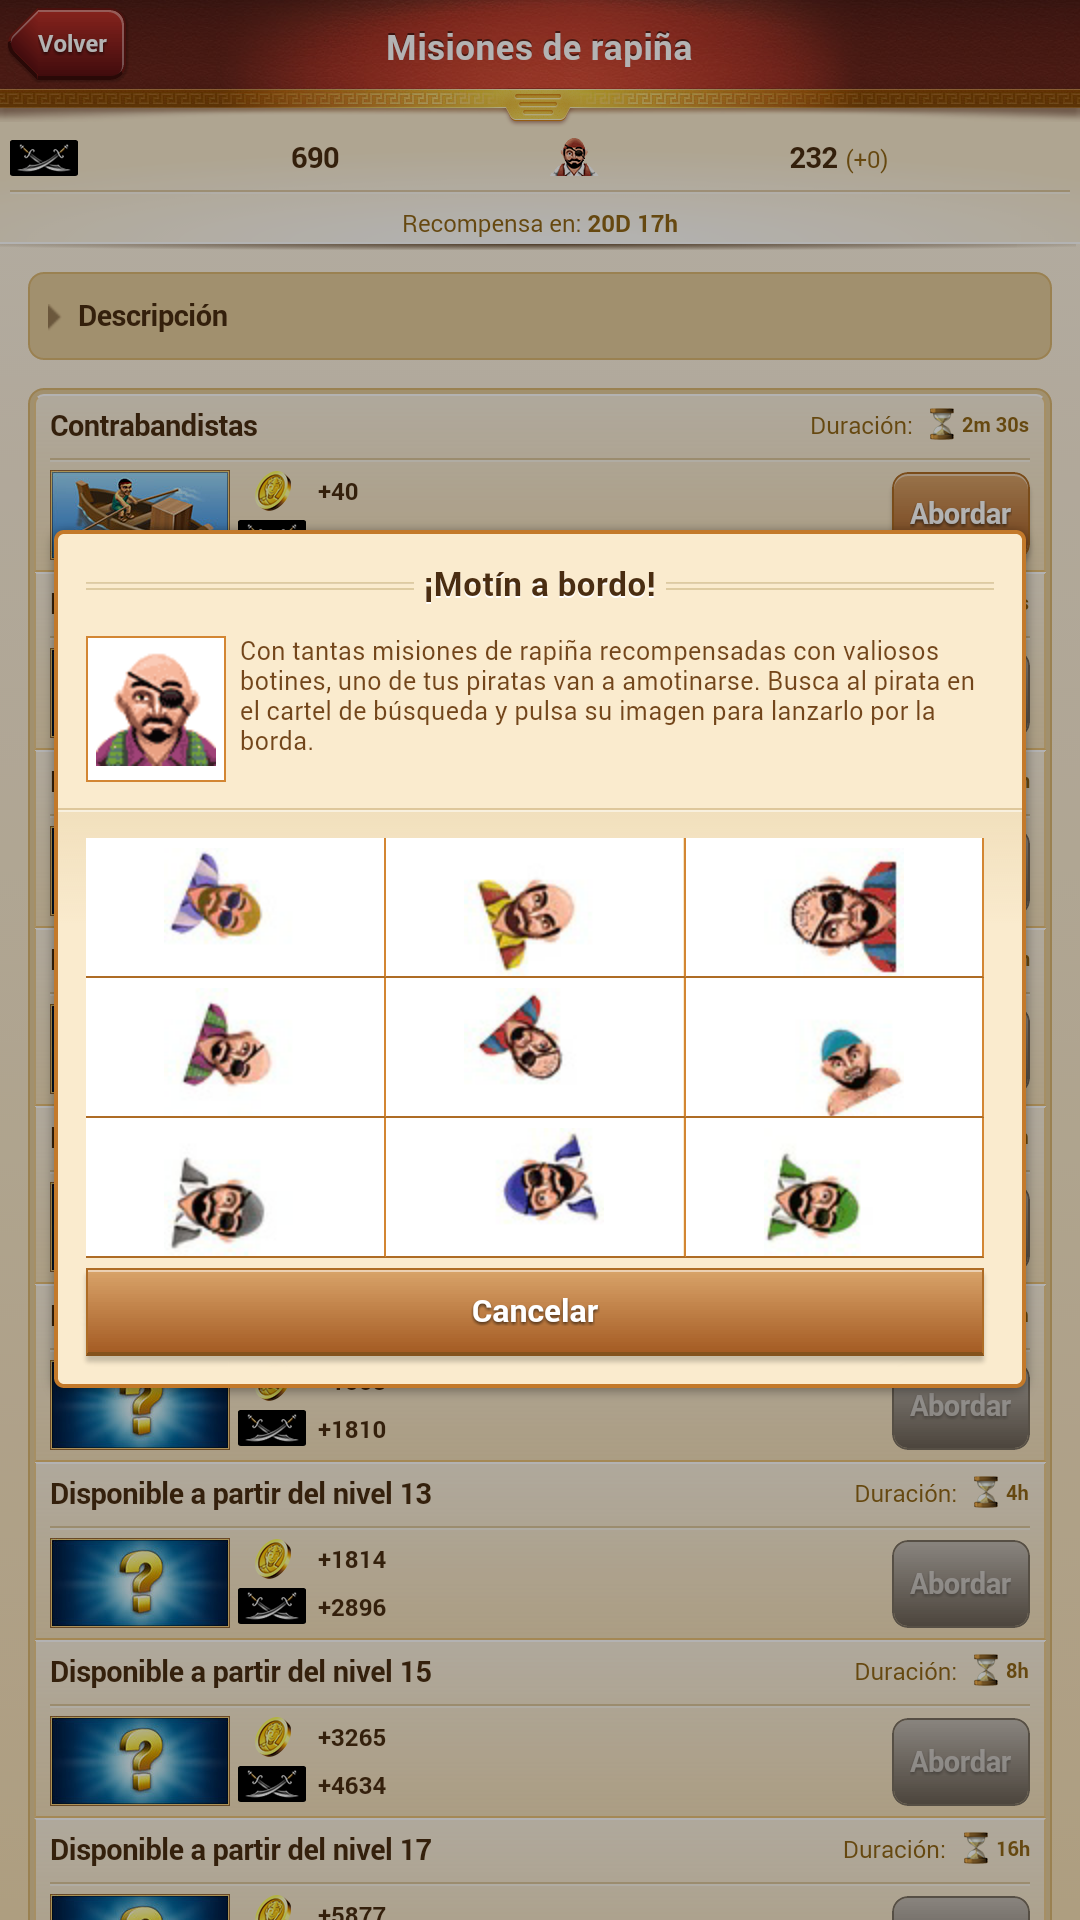 Volver
Misiones de rapiña
690
232 (+0)
Recompensa en: 20D 17h
Descripción
Contrabandistas
Duración: 2m 30s
+40
Abordar
¡Motín a bordo!
Con tantas misiones de rapiña recompensadas con valiosos
botines, uno de tus piratas van a amotinarse. Busca al pirata en
el cartel de búsqueda y pulsa su imagen para lanzarlo por la
borda.
Cancelar
+1810
Abordar
Disponible a partir del nivel 13
Duración: 4h
+1814
+2896
Abordar
Disponible a partir del nivel 15
Duración: 8h
+3265
+4634
Abordar
Disponible a partir del nivel 17
Duración: 16h
+5877